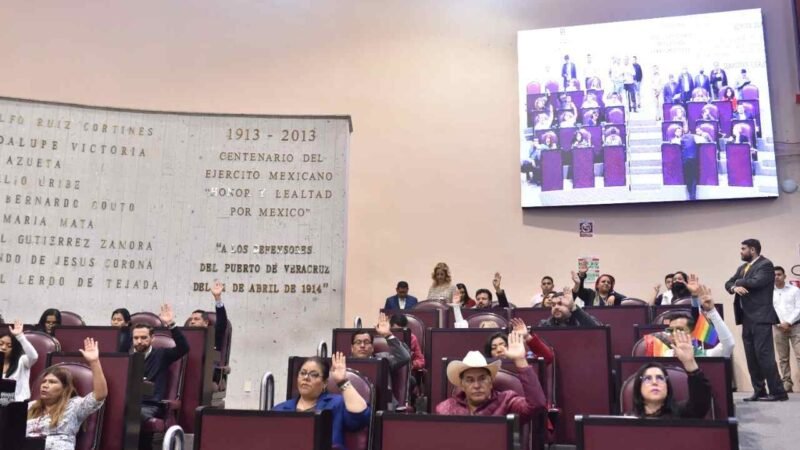 LFO RUIZ CORTINES
DALUPE VICTORIA
AZUETA
LIO URIBE
BERNARDO COUTO
MARIA MATA
L GUTIERREZ ZAMORA
NDO DE JESUS CORONA
L LERDO DE TEJADA
1913 - 2013
CENTENARIO DEL
EJERCITO MEXICANO
"HONOR Y LEALTAD
POR MEXICO"
"A LOS DEFENSORES
DEL PUERTO DE VERACRUZ
DEL 21 DE ABRIL DE 1914"